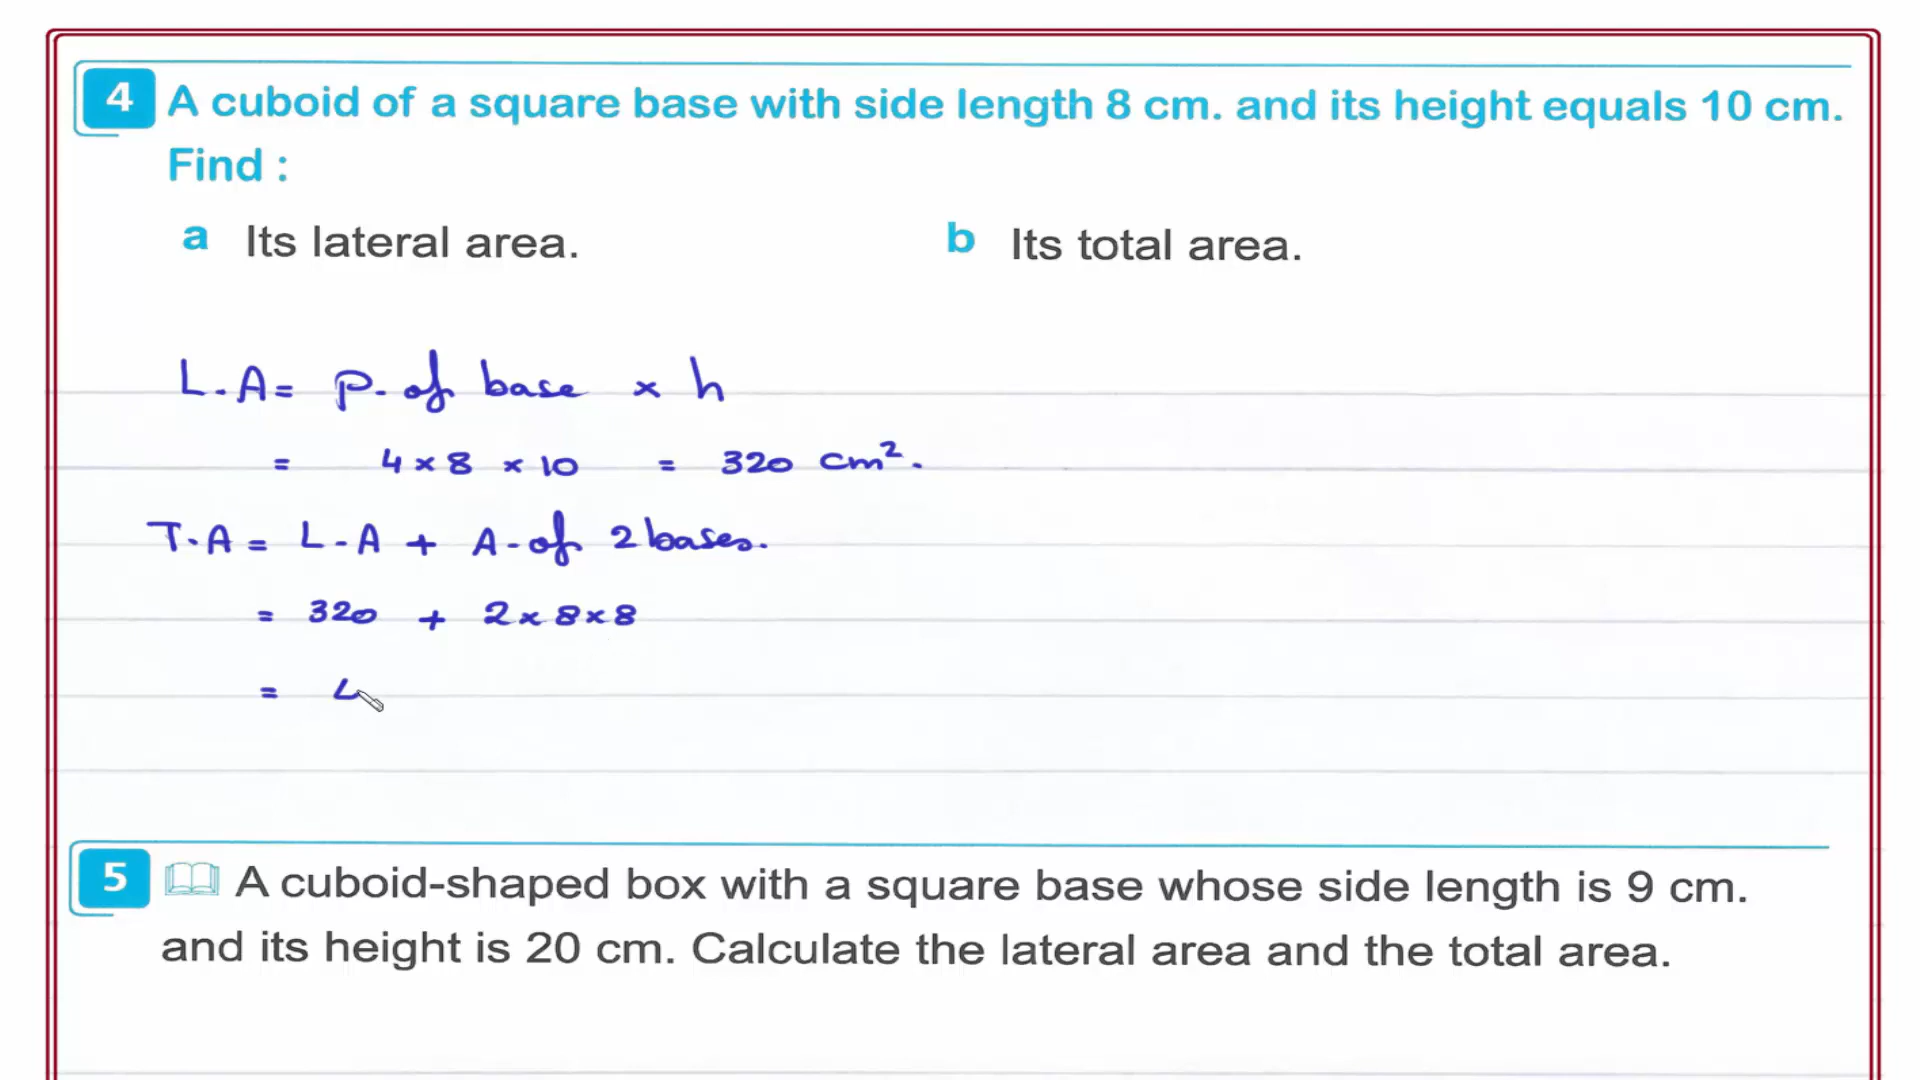 4 A cuboid of a square base with side length 8 cm. and its height equals 10 cm.
Find :
a Its lateral area. b Its total area.
L.A = P. of base × h
= 4 × 8 × 10 = 320 cm².
T.A = L.A + A. of 2 bases.
= 320 + 2 × 8 × 8
= 4
5 A cuboid-shaped box with a square base whose side length is 9 cm.
and its height is 20 cm. Calculate the lateral area and the total area.